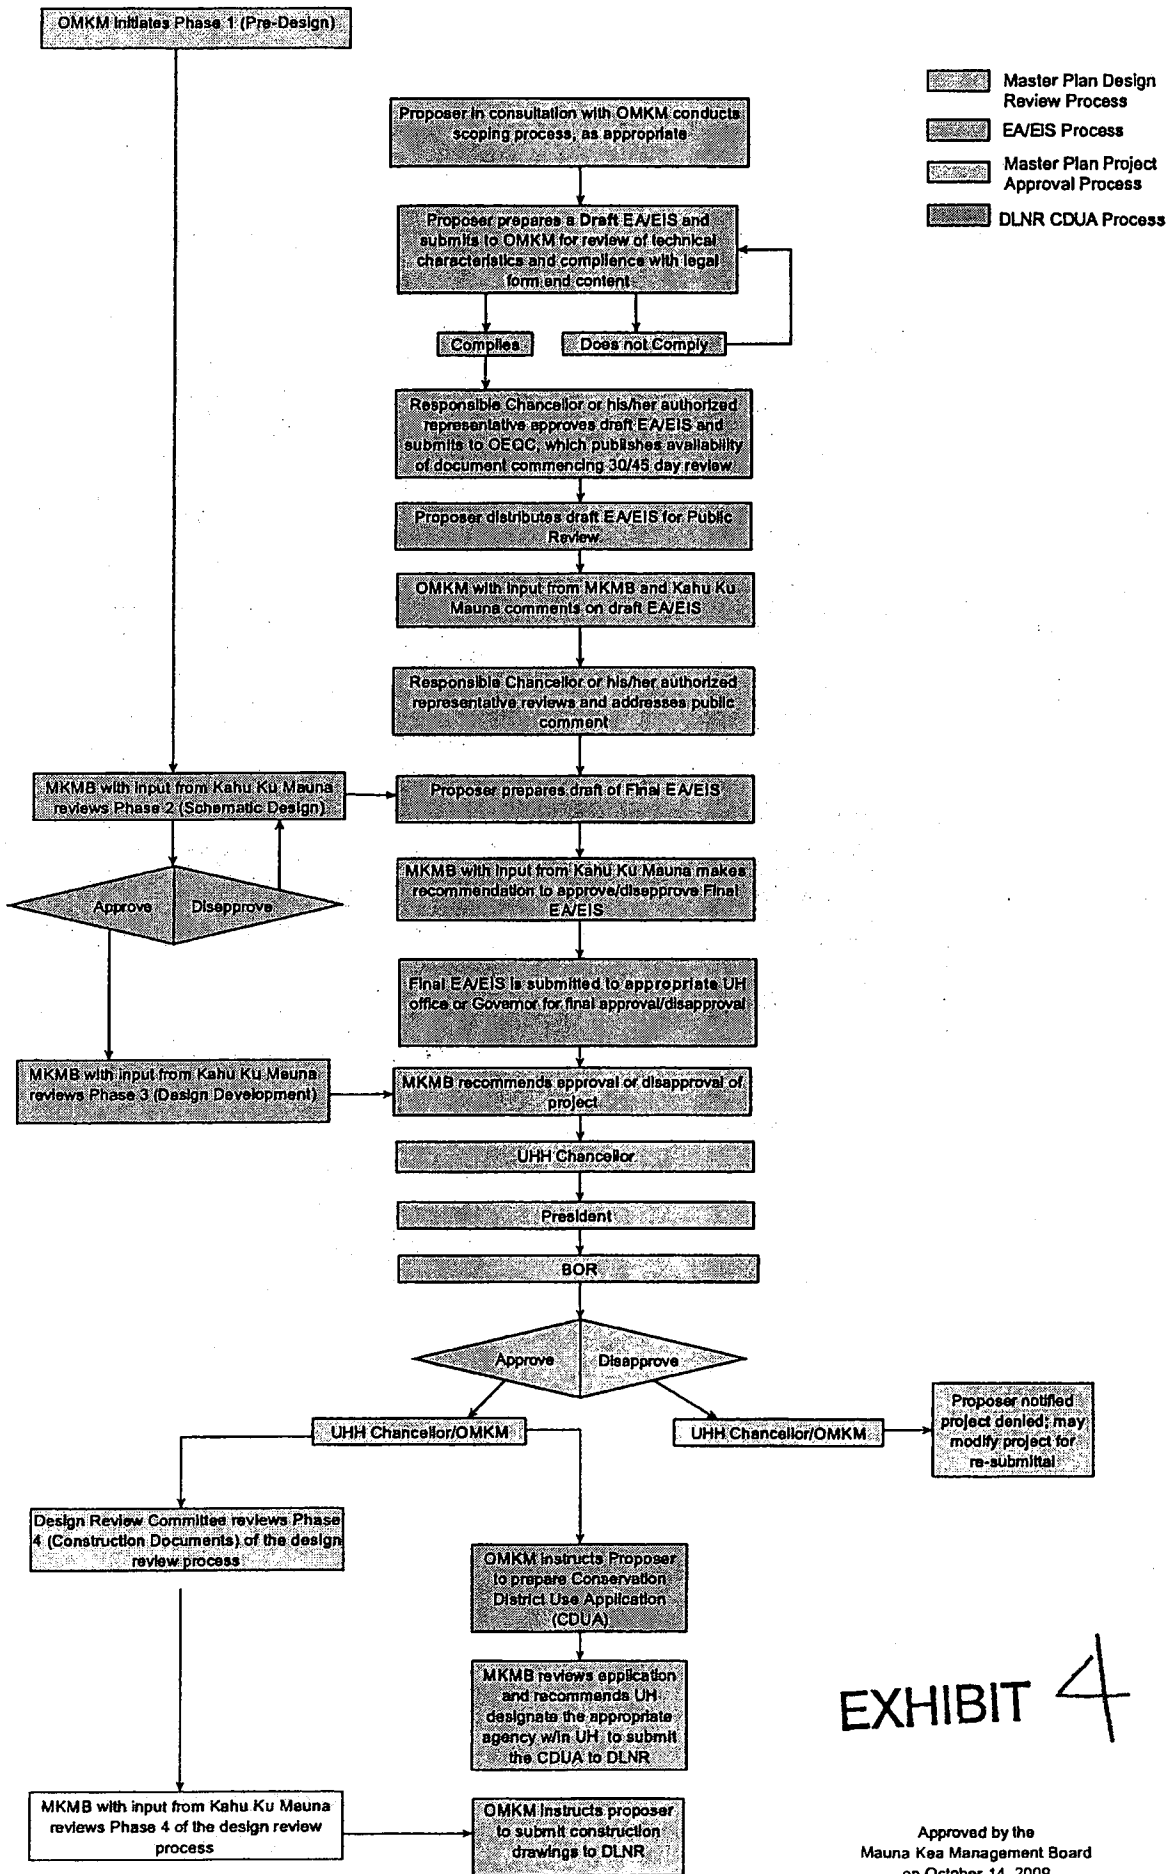 OMKM Initiates Phase 1 (Pre-Design)
Master Plan Design
Review Process
EA/EIS Process
Master Plan Project
Approval Process
DLNR CDUA Process
Proposer in consultation with OMKM conducts
scoping process, as appropriate
Proposer prepares a Draft EA/EIS and
submits to OMKM for review of technical
characteristics and complience with legal
form and content
Complies
Does not Comply
Responsible Chancellor or his/her authorized
representative approves draft EA/EIS and
submits to OEQC, which publishes availability
of document commencing 30/45 day review
Proposer distributes draft EA/EIS for Public
Review
OMKM with input from MKMB and Kahu Ku
Mauna comments on draft EA/EIS
Responsible Chancellor or his/her authorized
representative reviews and addresses public
comment
MKMB with input from Kahu Ku Mauna
reviews Phase 2 (Schematic Design)
Proposer prepares draft of Final EA/EIS
Approve
Disapprove
MKMB with input from Kahu Ku Mauna makes
recommendation to approve/disapprove Final
EA/EIS
Final EA/EIS is submitted to appropriate UH
office or Governor for final approval/disapproval
MKMB with input from Kahu Ku Mauna
reviews Phase 3 (Design Development)
MKMB recommends approval or disapproval of
project
UHH Chancellor
President
BOR
Approve
Disapprove
UHH Chancellor/OMKM
UHH Chancellor/OMKM
Proposer notified
project denied; may
modify project for
re-submittal
Design Review Committee reviews Phase
4 (Construction Documents) of the design
review process
OMKM instructs Proposer
to prepare Conservation
District Use Application
(CDUA)
MKMB reviews application
and recommends UH
designate the appropriate
agency w/in UH to submit
the CDUA to DLNR
EXHIBIT 4
MKMB with input from Kahu Ku Mauna
reviews Phase 4 of the design review
process
OMKM instructs proposer
to submit construction
drawings to DLNR
Approved by the
Mauna Kea Management Board
on October 14, 2009